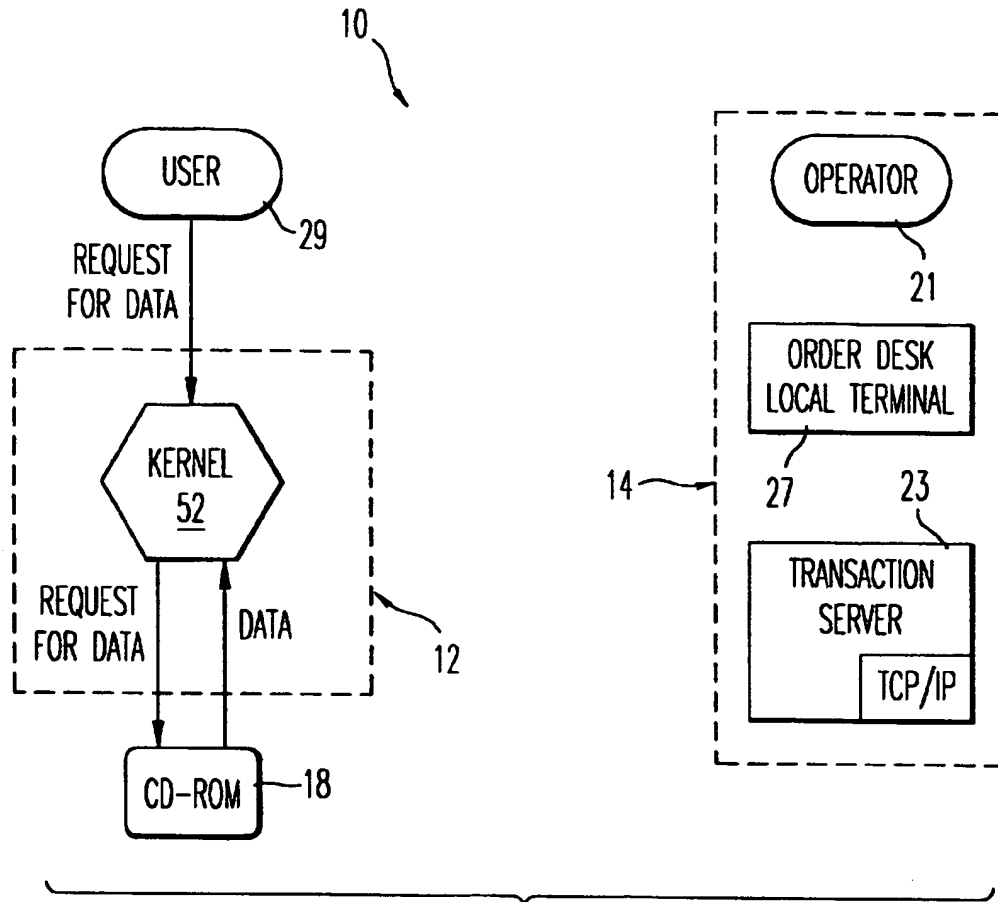 10
USER
29
REQUEST
FOR DATA
KERNEL
52
REQUEST
FOR DATA
DATA
12
CD-ROM
18
OPERATOR
21
ORDER DESK
LOCAL TERMINAL
27
14
23
TRANSACTION
SERVER
TCP/IP